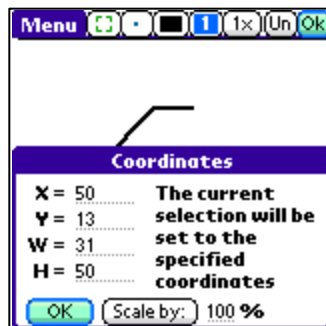 Menu 1 1x Un Ok
Coordinates
X = 50
Y = 13
W = 31
H = 50
The current
selection will be
set to the
specified
coordinates
OK Scale by: 100 %